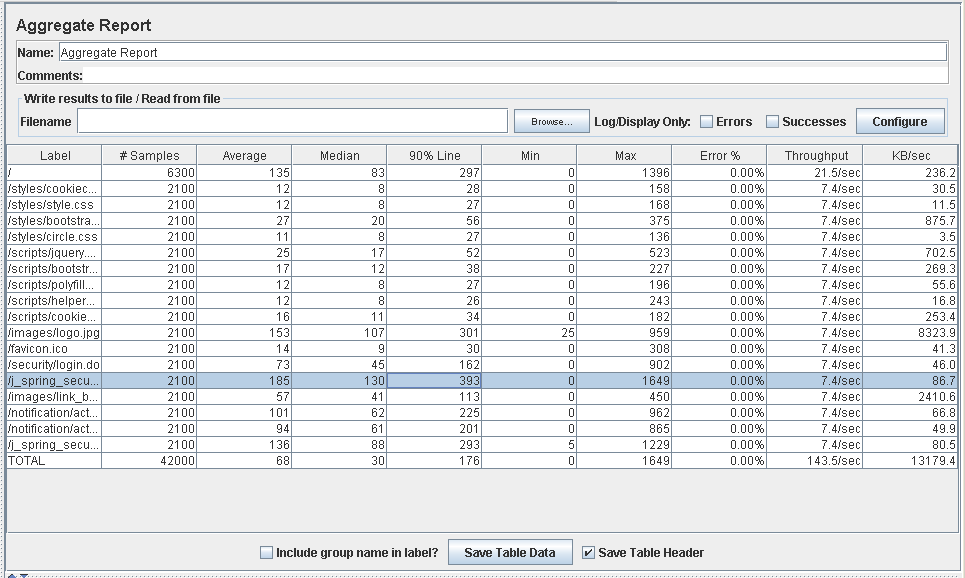 Aggregate Report
Name: Aggregate Report
Comments:
Write results to file / Read from file
Filename Browse... Log/Display Only: Errors Successes Configure
Label # Samples Average Median 90% Line Min Max Error % Throughput KB/sec
/ 6300 135 83 297 0 1396 0.00% 21.5/sec 236.2
/styles/cookiec... 2100 12 8 28 0 158 0.00% 7.4/sec 30.5
/styles/style.css 2100 12 8 27 0 168 0.00% 7.4/sec 11.5
/styles/bootstra... 2100 27 20 56 0 375 0.00% 7.4/sec 875.7
/styles/circle.css 2100 11 8 27 0 136 0.00% 7.4/sec 3.5
/scripts/jquery.... 2100 25 17 52 0 523 0.00% 7.4/sec 702.5
/scripts/bootstr... 2100 17 12 38 0 227 0.00% 7.4/sec 269.3
/scripts/polyfill... 2100 12 8 27 0 196 0.00% 7.4/sec 55.6
/scripts/helper... 2100 12 8 26 0 243 0.00% 7.4/sec 16.8
/scripts/cookie... 2100 16 11 34 0 182 0.00% 7.4/sec 253.4
/images/logo.jpg 2100 153 107 301 25 959 0.00% 7.4/sec 8323.9
/favicon.ico 2100 14 9 30 0 308 0.00% 7.4/sec 41.3
/security/login.do 2100 73 45 162 0 902 0.00% 7.4/sec 46.0
/j_spring_secu... 2100 185 130 393 0 1649 0.00% 7.4/sec 86.7
/images/link_b... 2100 57 41 113 0 450 0.00% 7.4/sec 2410.6
/notification/act... 2100 101 62 225 0 962 0.00% 7.4/sec 66.8
/notification/act... 2100 94 61 201 0 865 0.00% 7.4/sec 49.9
/j_spring_secu... 2100 136 88 293 5 1229 0.00% 7.4/sec 80.5
TOTAL 42000 68 30 176 0 1649 0.00% 143.5/sec 13179.4
Include group name in label? Save Table Data Save Table Header